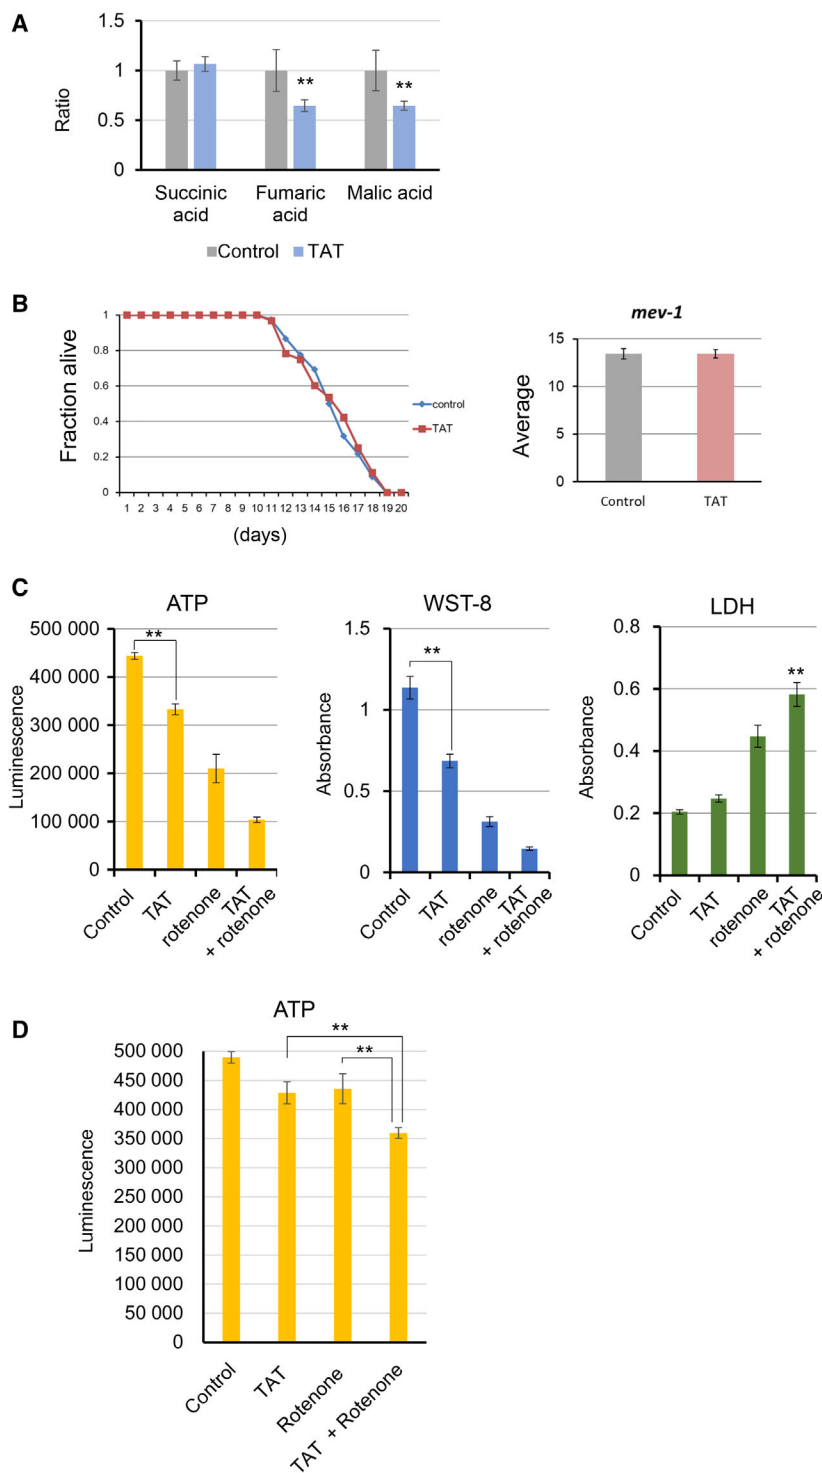 A
1.5
1
0.5
0
Ratio
** **
Succinic acid
Fumaric acid
Malic acid
Control TAT
B
1
0.8
0.6
0.4
0.2
0
Fraction alive
1 2 3 4 5 6 7 8 9 10 11 12 13 14 15 16 17 18 19 20
(days)
control
TAT
mev-1
15
10
5
0
Average
Control TAT
C
ATP
500 000
400 000
300 000
200 000
100 000
0
Luminescence
**
Control
TAT
rotenone
TAT + rotenone
WST-8
1.5
1
0.5
0
Absorbance
**
Control
TAT
rotenone
TAT + rotenone
LDH
0.8
0.6
0.4
0.2
0
Absorbance
**
Control
TAT
rotenone
TAT + rotenone
D
ATP
500 000
450 000
400 000
350 000
300 000
250 000
200 000
150 000
100 000
50 000
0
Luminescence
**
**
Control
TAT
Rotenone
TAT + Rotenone